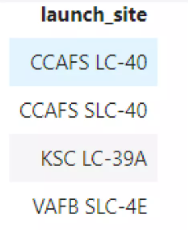 launch_site
CCAFS LC-40
CCAFS SLC-40
KSC LC-39A
VAFB SLC-4E